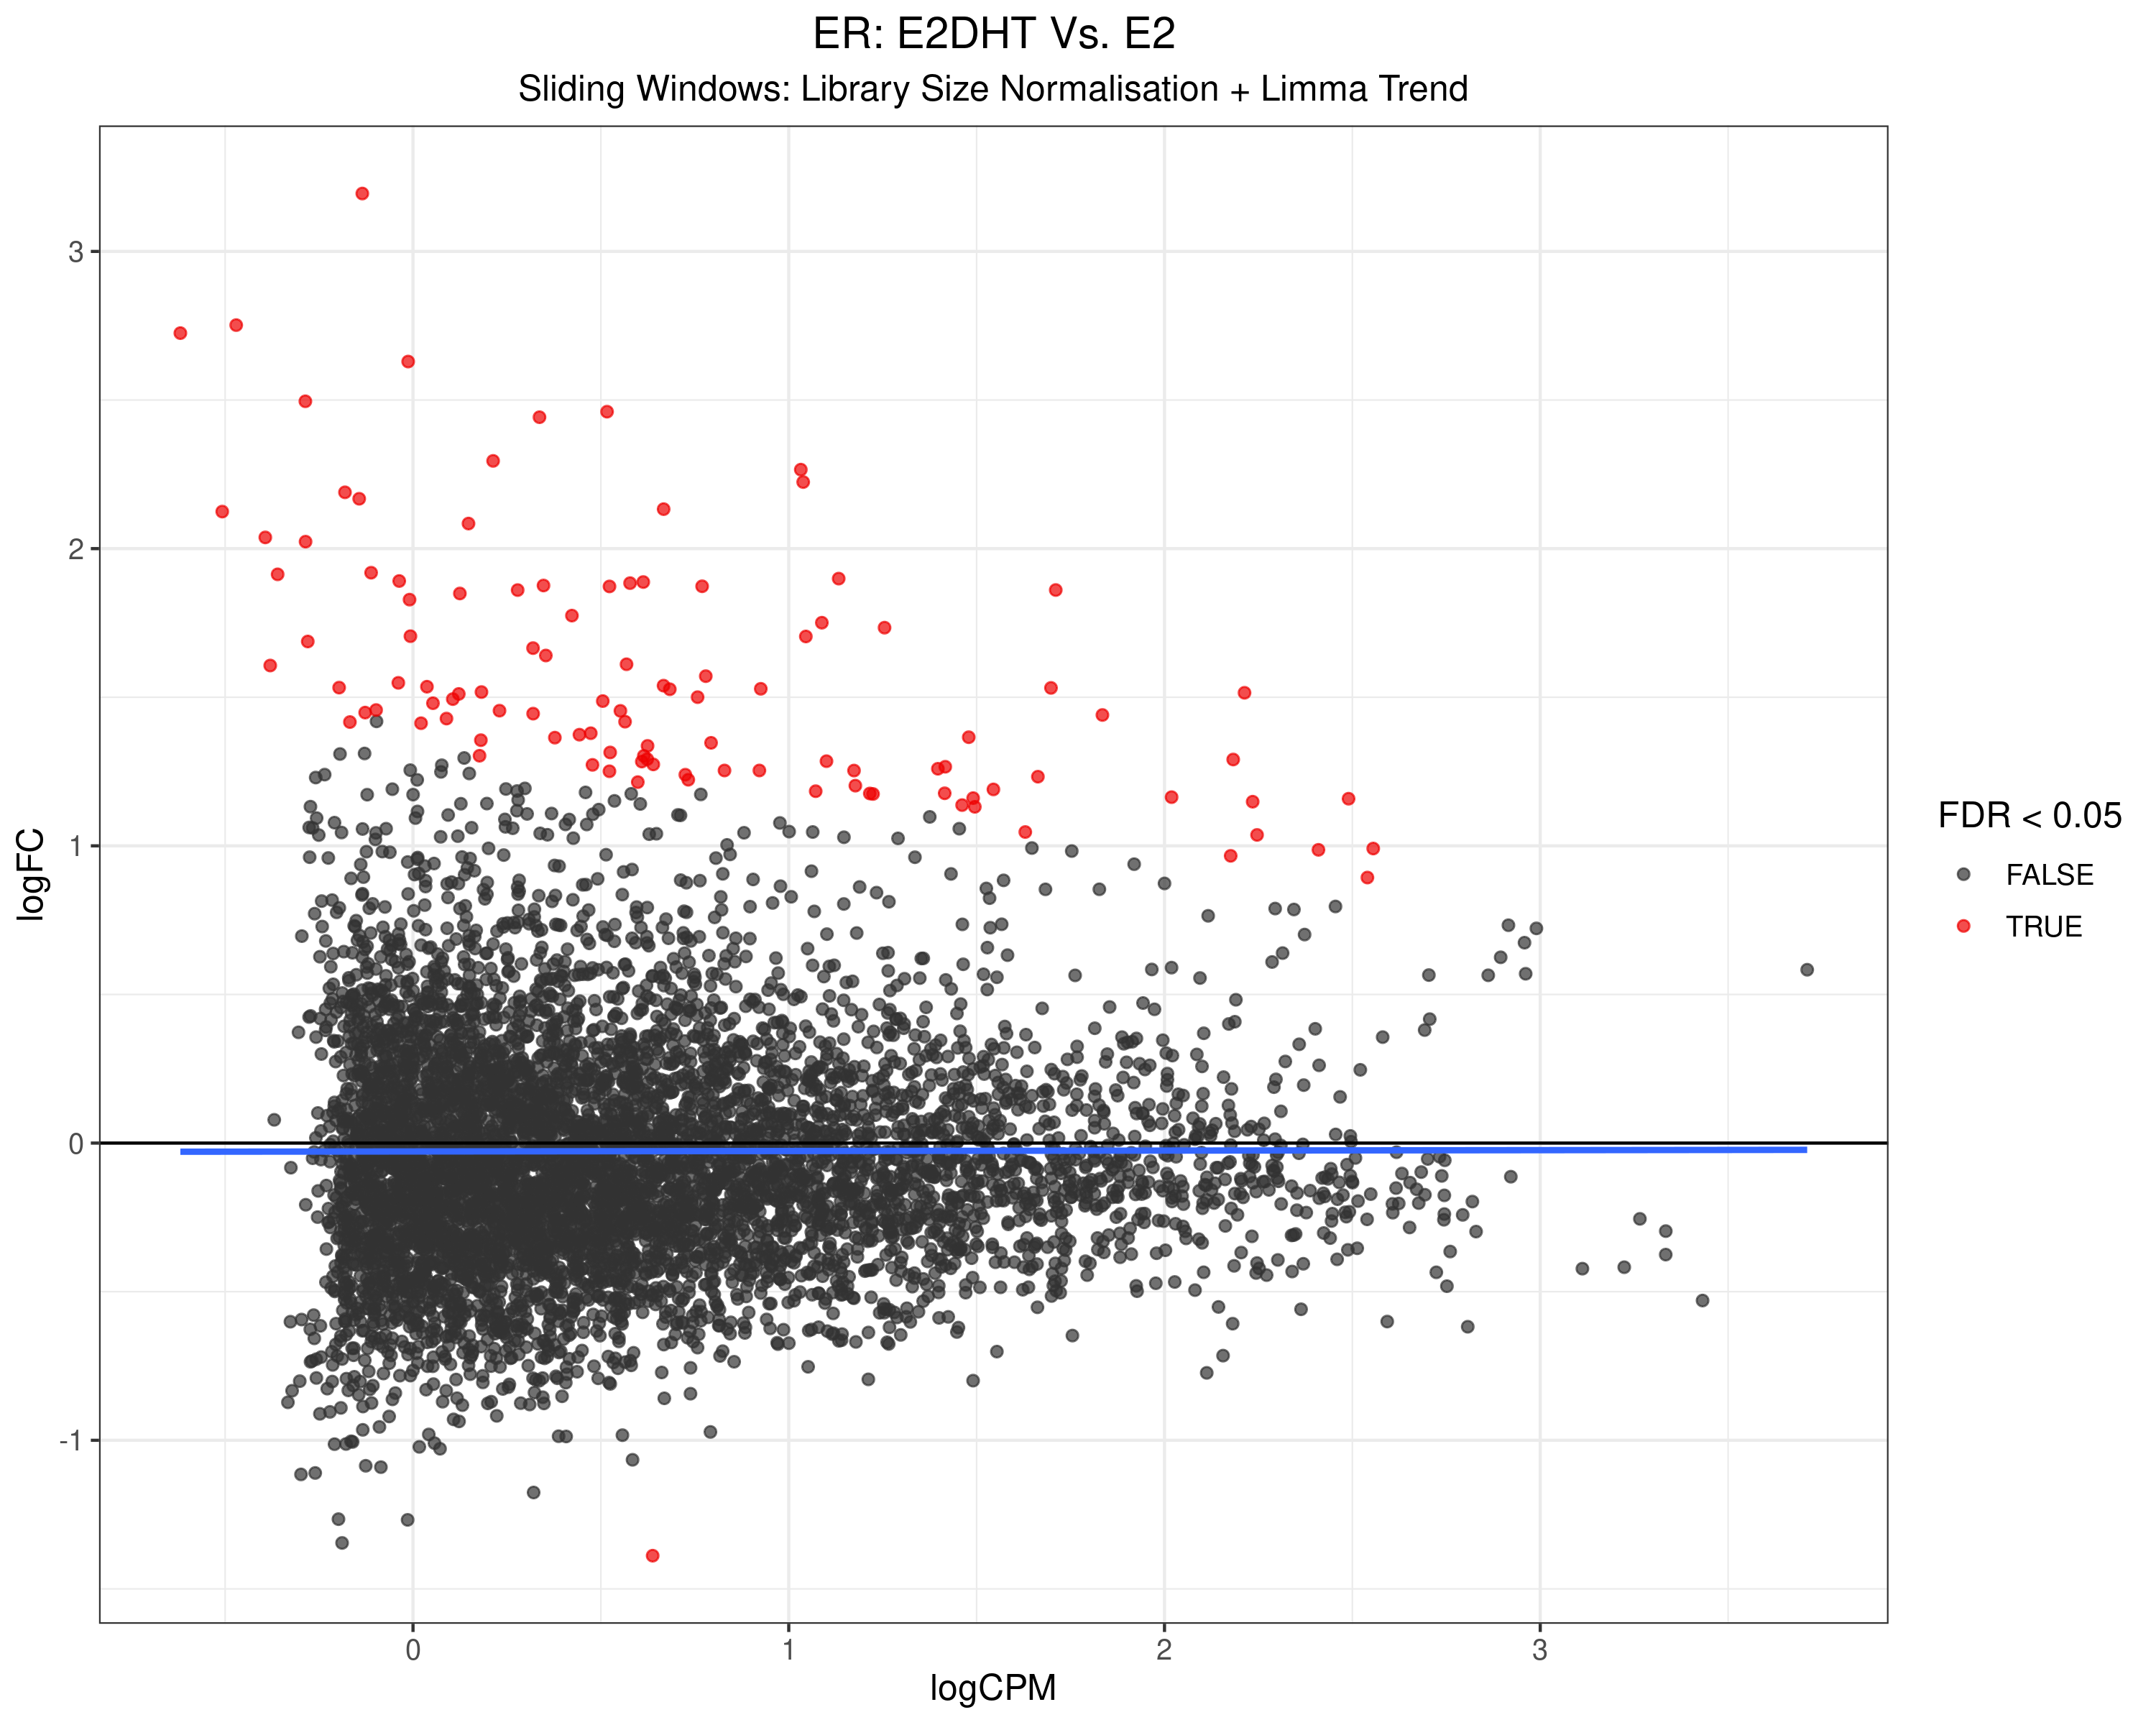 ER: E2DHT Vs. E2
Sliding Windows: Library Size Normalisation + Limma Trend
logFC
3
2
1
0
-1
0
1
2
3
logCPM
FDR < 0.05
FALSE
TRUE